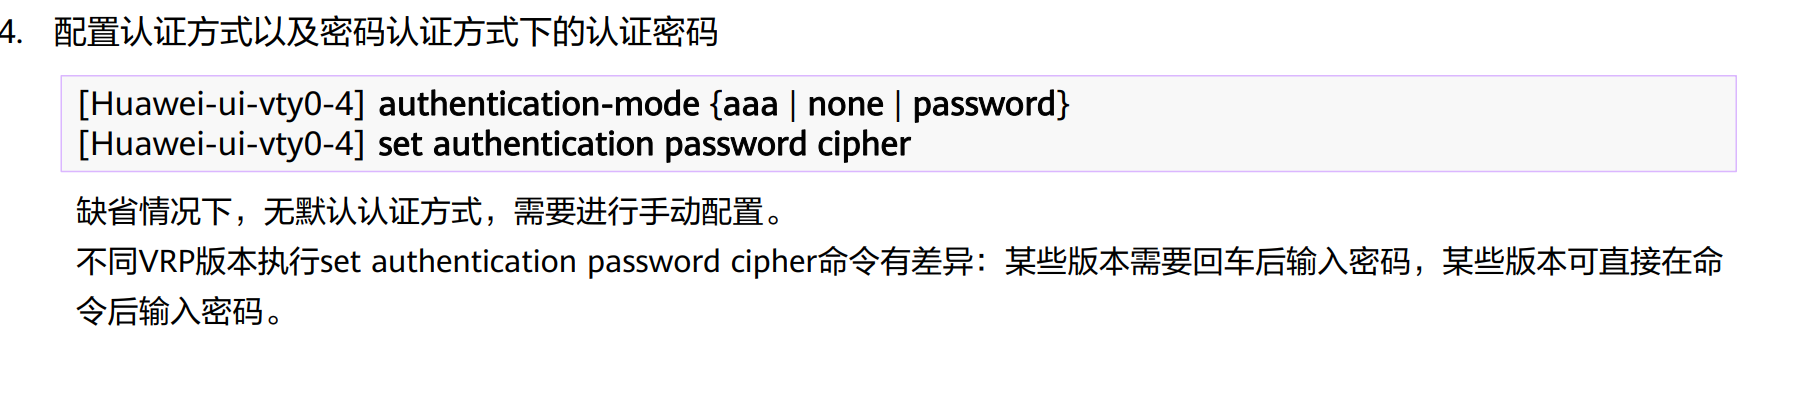 4. 配置认证方式以及密码认证方式下的认证密码
[Huawei-ui-vty0-4] authentication-mode {aaa | none | password}
[Huawei-ui-vty0-4] set authentication password cipher
缺省情况下，无默认认证方式，需要进行手动配置。
不同VRP版本执行set authentication password cipher命令有差异：某些版本需要回车后输入密码，某些版本可直接在命
令后输入密码。